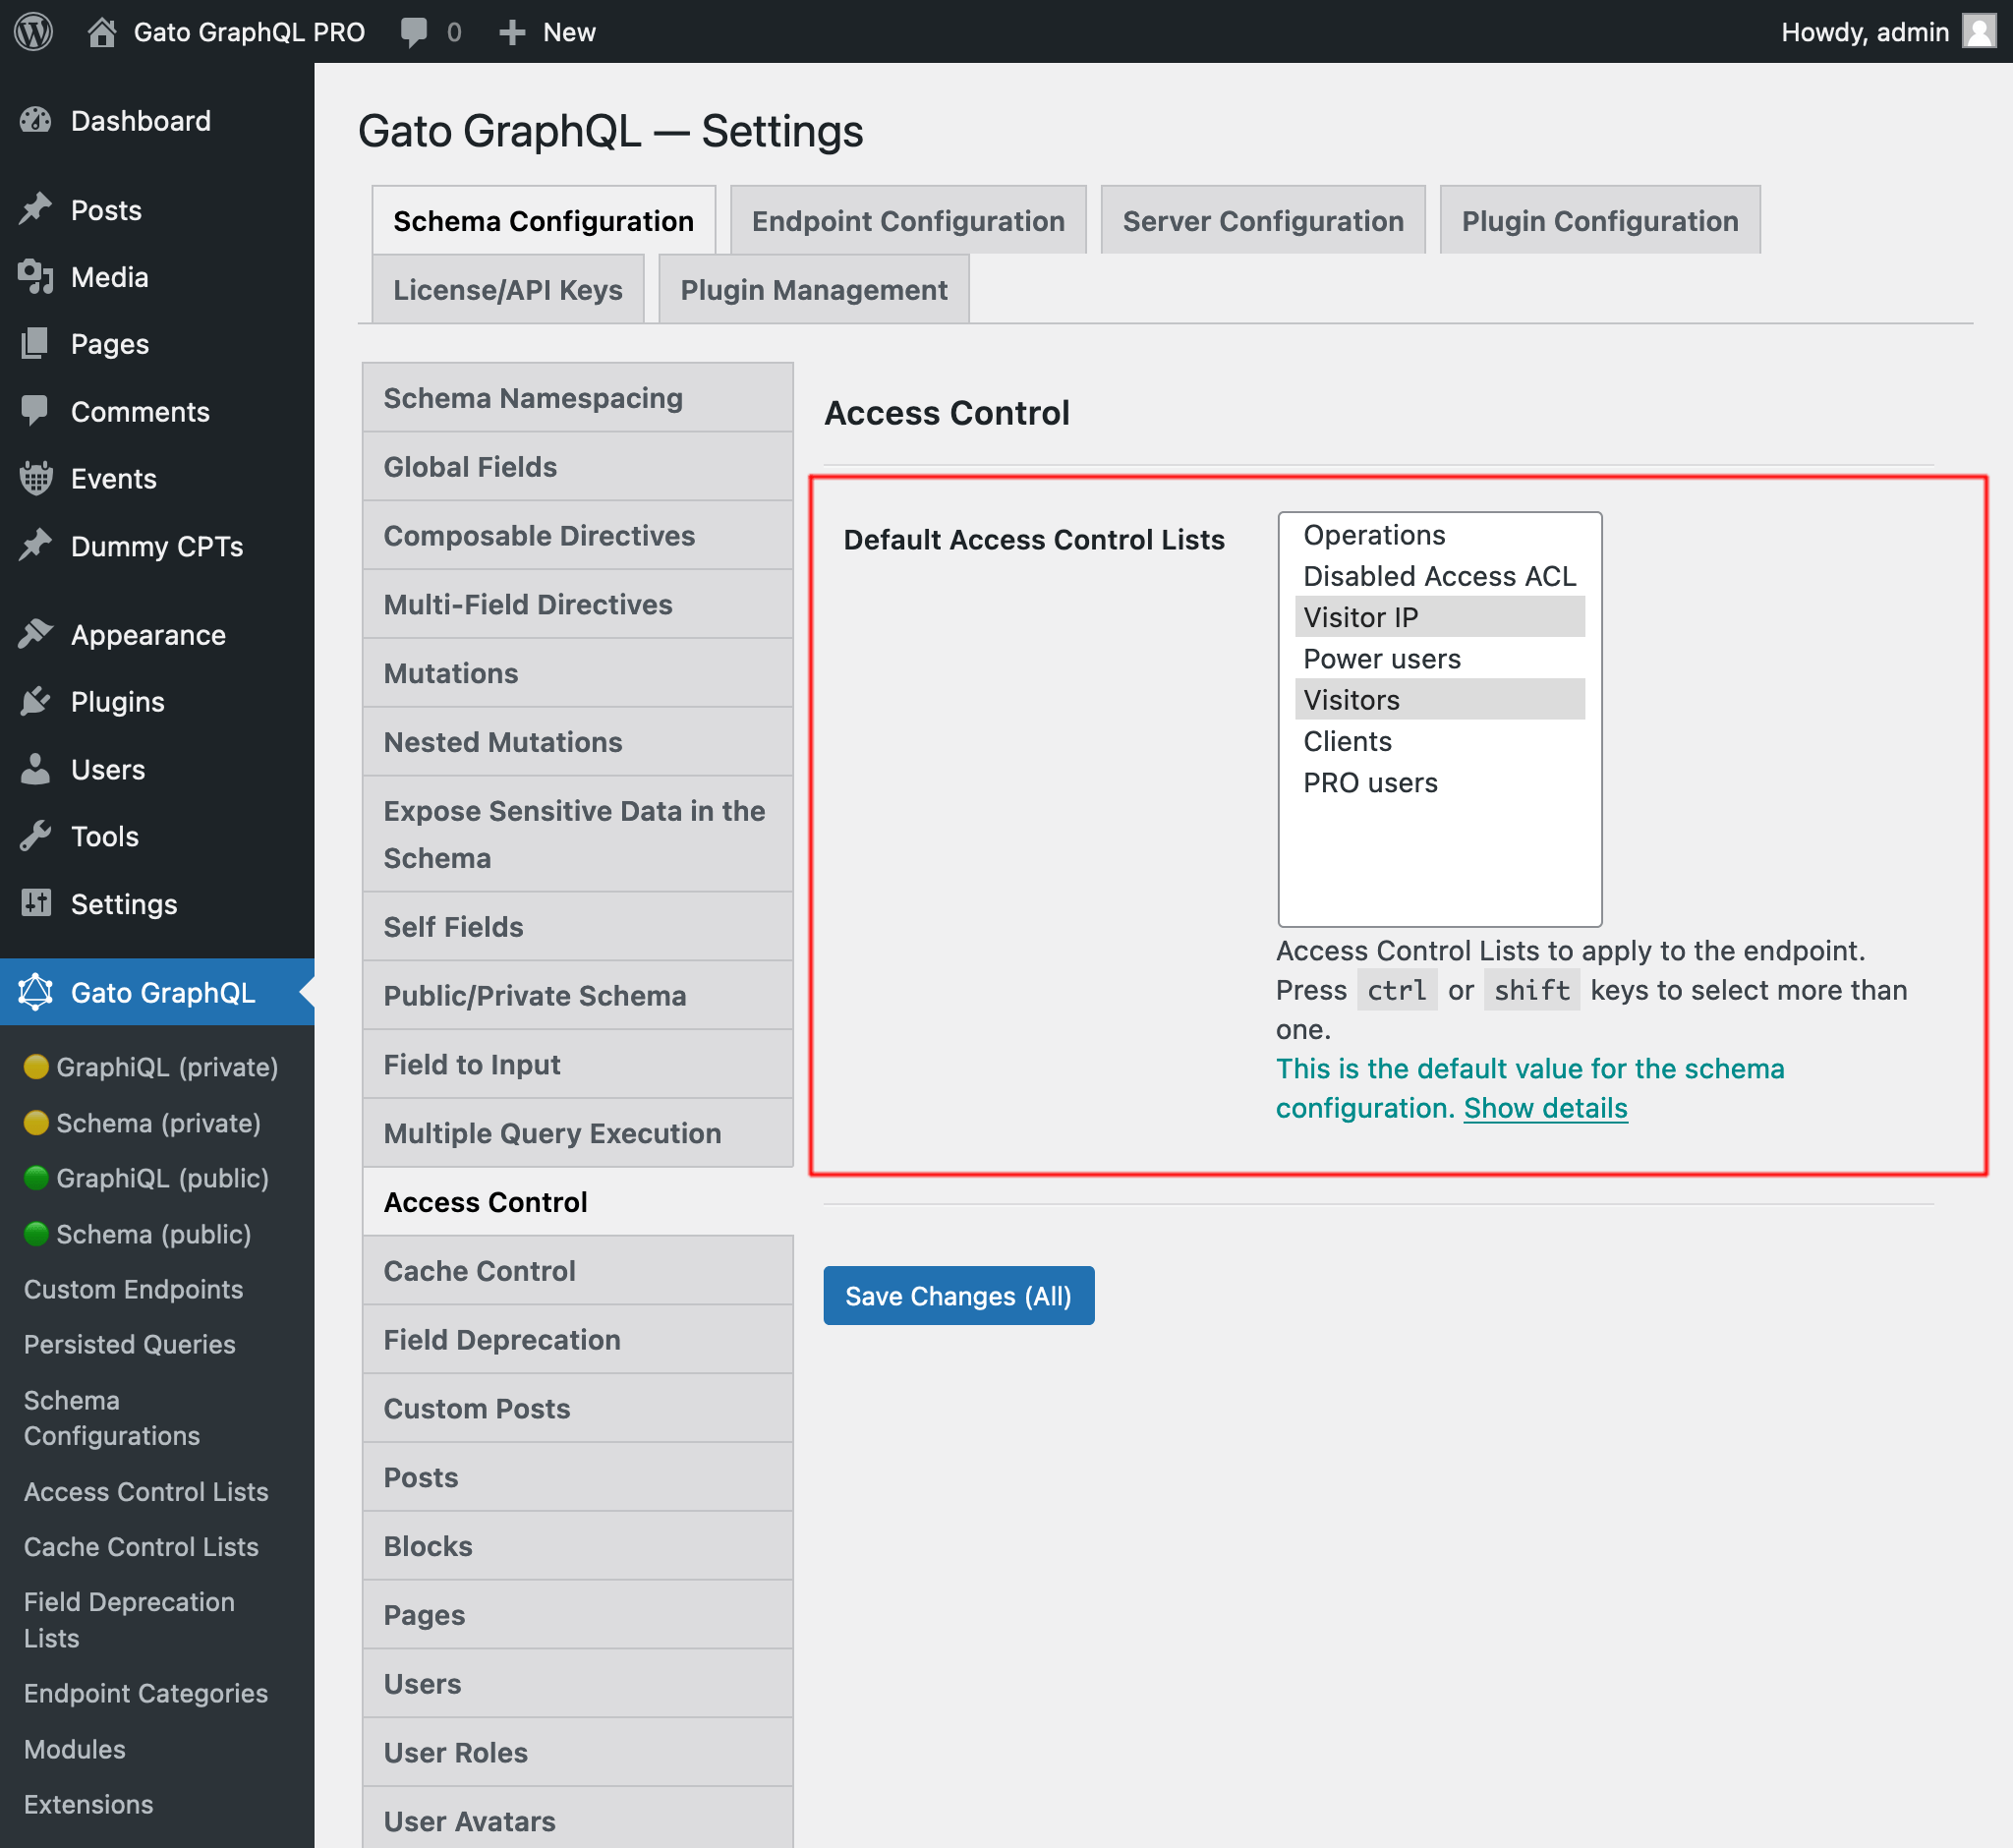 Gato GraphQL PRO
0
New
Howdy, admin
Dashboard
Posts
Media
Pages
Comments
Events
Dummy CPTs
Appearance
Plugins
Users
Tools
Settings
Gato GraphQL
GraphiQL (private)
Schema (private)
GraphiQL (public)
Schema (public)
Custom Endpoints
Persisted Queries
Schema
Configurations
Access Control Lists
Cache Control Lists
Field Deprecation
Lists
Endpoint Categories
Modules
Extensions
Gato GraphQL — Settings
Schema Configuration
Endpoint Configuration
Server Configuration
Plugin Configuration
License/API Keys
Plugin Management
Schema Namespacing
Global Fields
Composable Directives
Multi-Field Directives
Mutations
Nested Mutations
Expose Sensitive Data in the
Schema
Self Fields
Public/Private Schema
Field to Input
Multiple Query Execution
Access Control
Cache Control
Field Deprecation
Custom Posts
Posts
Blocks
Pages
Users
User Roles
User Avatars
Access Control
Default Access Control Lists
Operations
Disabled Access ACL
Visitor IP
Power users
Visitors
Clients
PRO users
Access Control Lists to apply to the endpoint.
Press ctrl or shift keys to select more than
one.
This is the default value for the schema
configuration. Show details
Save Changes (All)